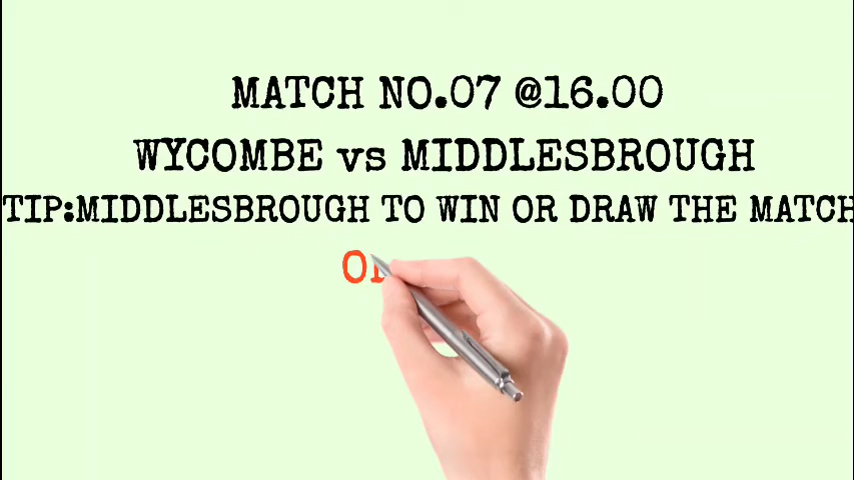 MATCH NO.07 @16.00
WYCOMBE vs MIDDLESBROUGH
TIP:MIDDLESBROUGH TO WIN OR DRAW THE MATCH